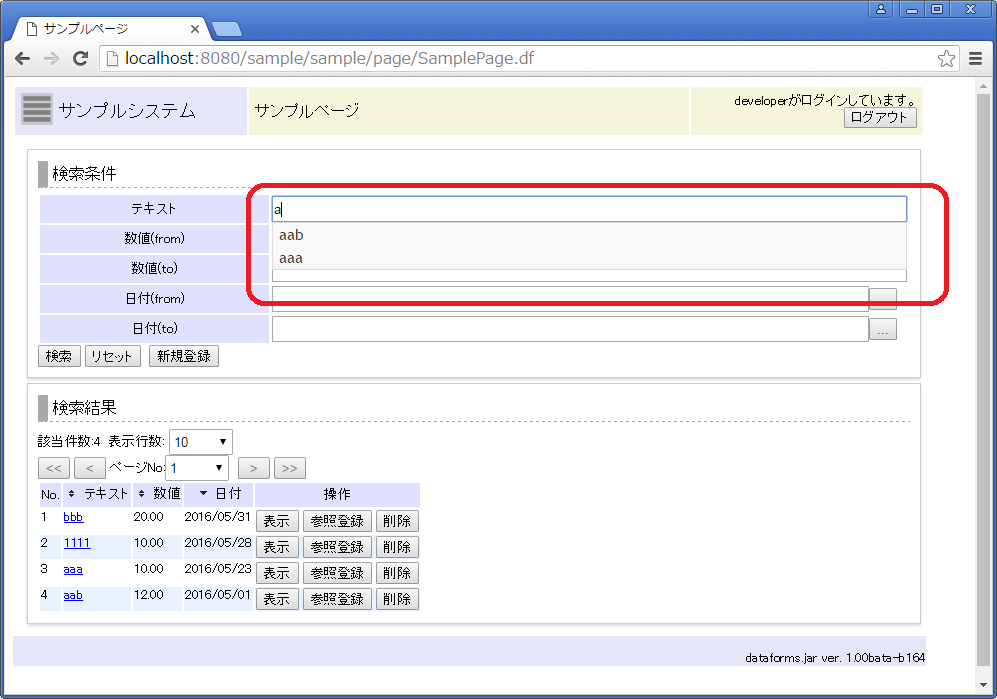 サンプルページ
localhost:8080/sample/sample/page/SamplePage.df
サンプルシステム
サンプルページ
developerがログインしています。
ログアウト
検索条件
テキスト a
aab
aaa
数値(from)
数値(to)
日付(from)
日付(to) ...
検索 リセット 新規登録
検索結果
該当件数:4 表示行数: 10
<< < ページNo: 1 > >>
No. テキスト 数値 日付 操作
1 bbb 20.00 2016/05/31 表示 参照登録 削除
2 1111 10.00 2016/05/28 表示 参照登録 削除
3 aaa 10.00 2016/05/23 表示 参照登録 削除
4 aab 12.00 2016/05/01 表示 参照登録 削除
dataforms.jar ver. 1.00bata-b164